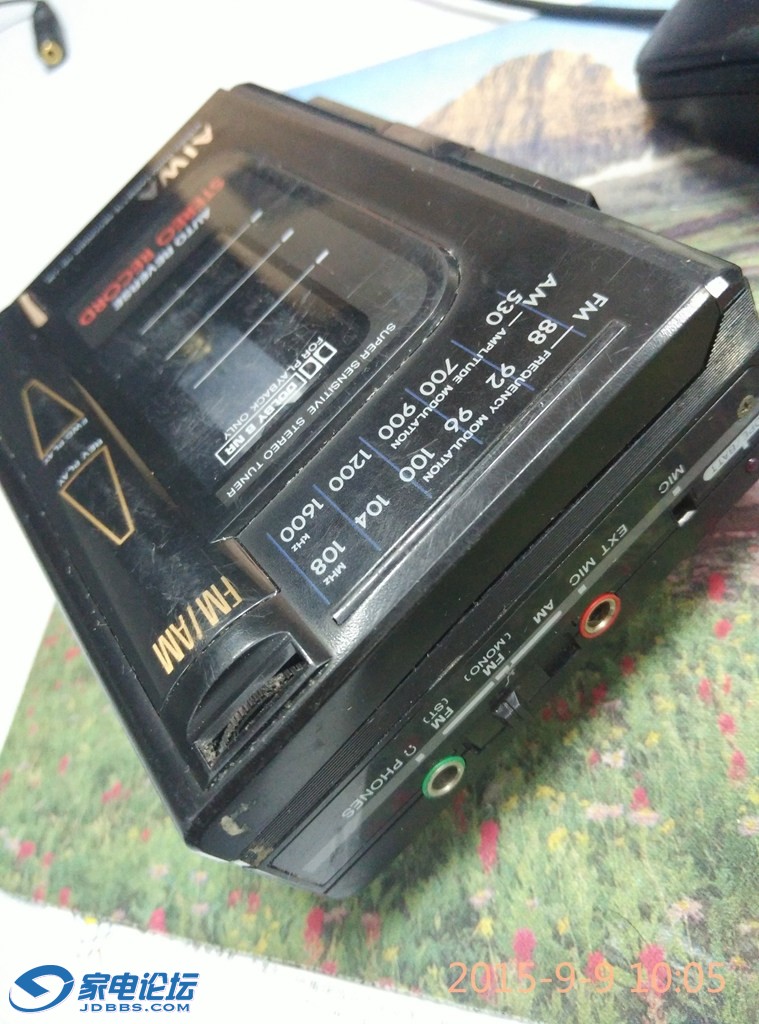 AIWA
STEREO RECORD
AUTO REVERSE
DOLBY B NR
FOR PLAYBACK ONLY
SUPER SENSITIVE STEREO TUNER
FM 88 92 96 100 104 108 MHz
FREQUENCY MODULATION
AM 530 700 900 1200 1600 kHz
AMPLITUDE MODULATION
FWD PLAY
REV PLAY
FM/AM
MIC
EXT MIC
AM
FM
(MONO)
FM
(ST)
PHONES
家电论坛
JDBBS.COM
2015-9-9 10:05